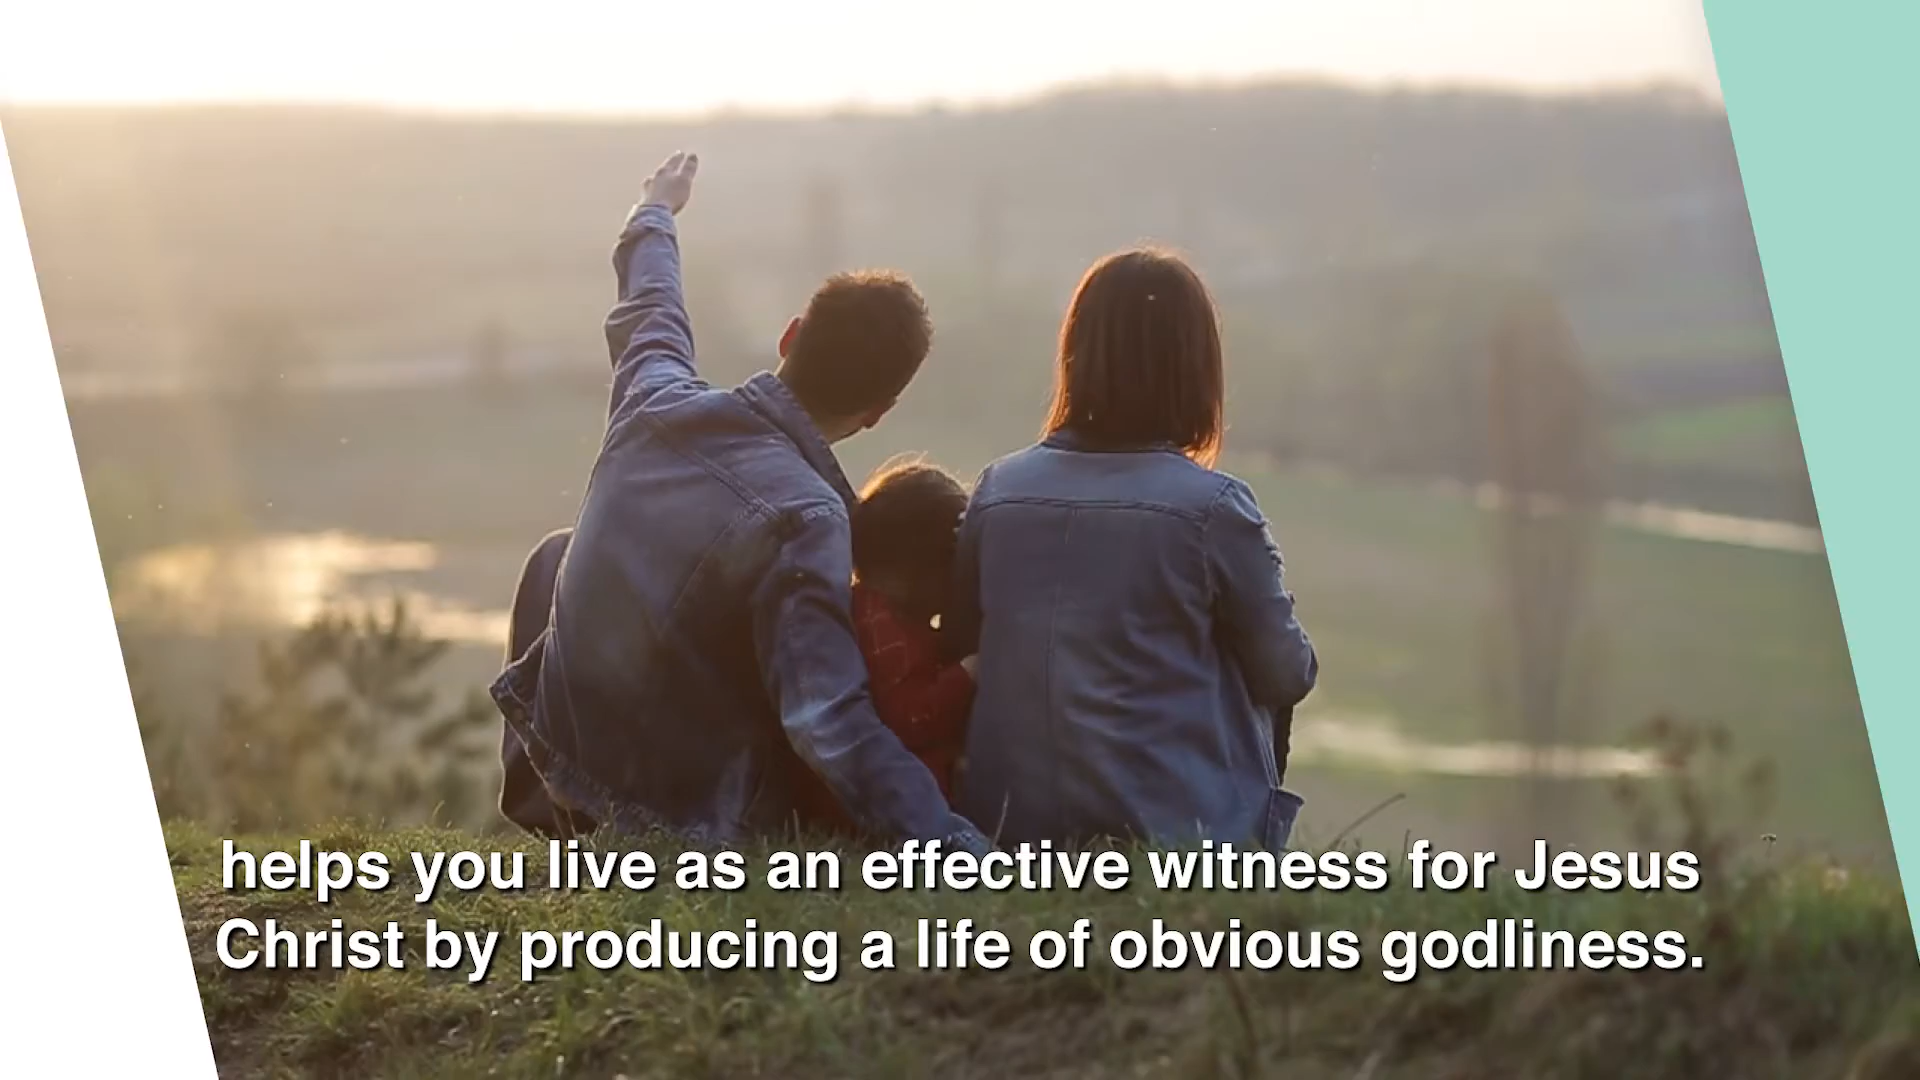 helps you live as an effective witness for Jesus
Christ by producing a life of obvious godliness.